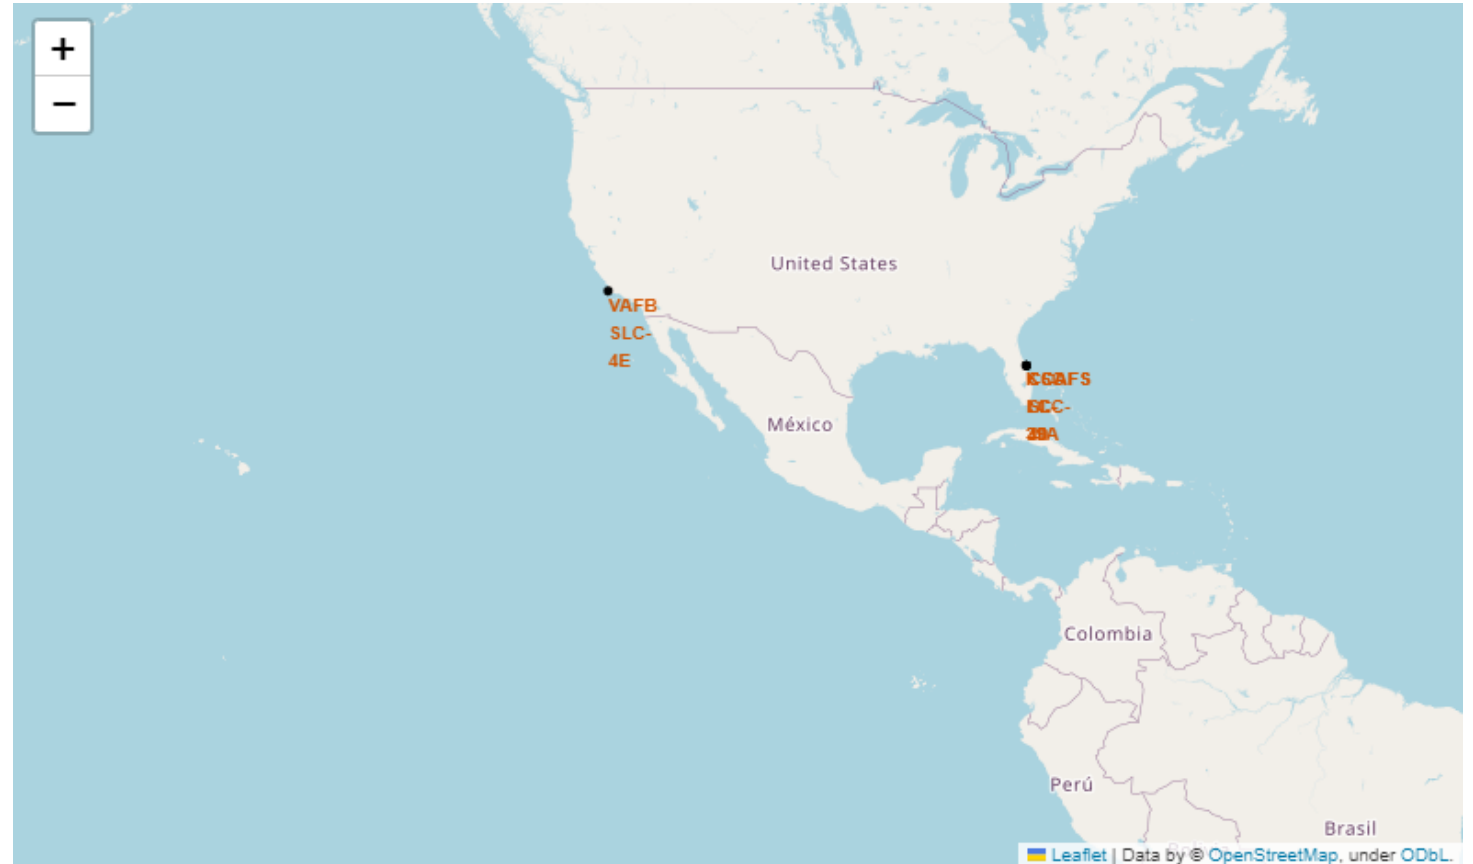 +
−
United States
VAFB
SLC-
4E
México
Colombia
Perú
Brasil
Leaflet | Data by © OpenStreetMap, under ODbL.